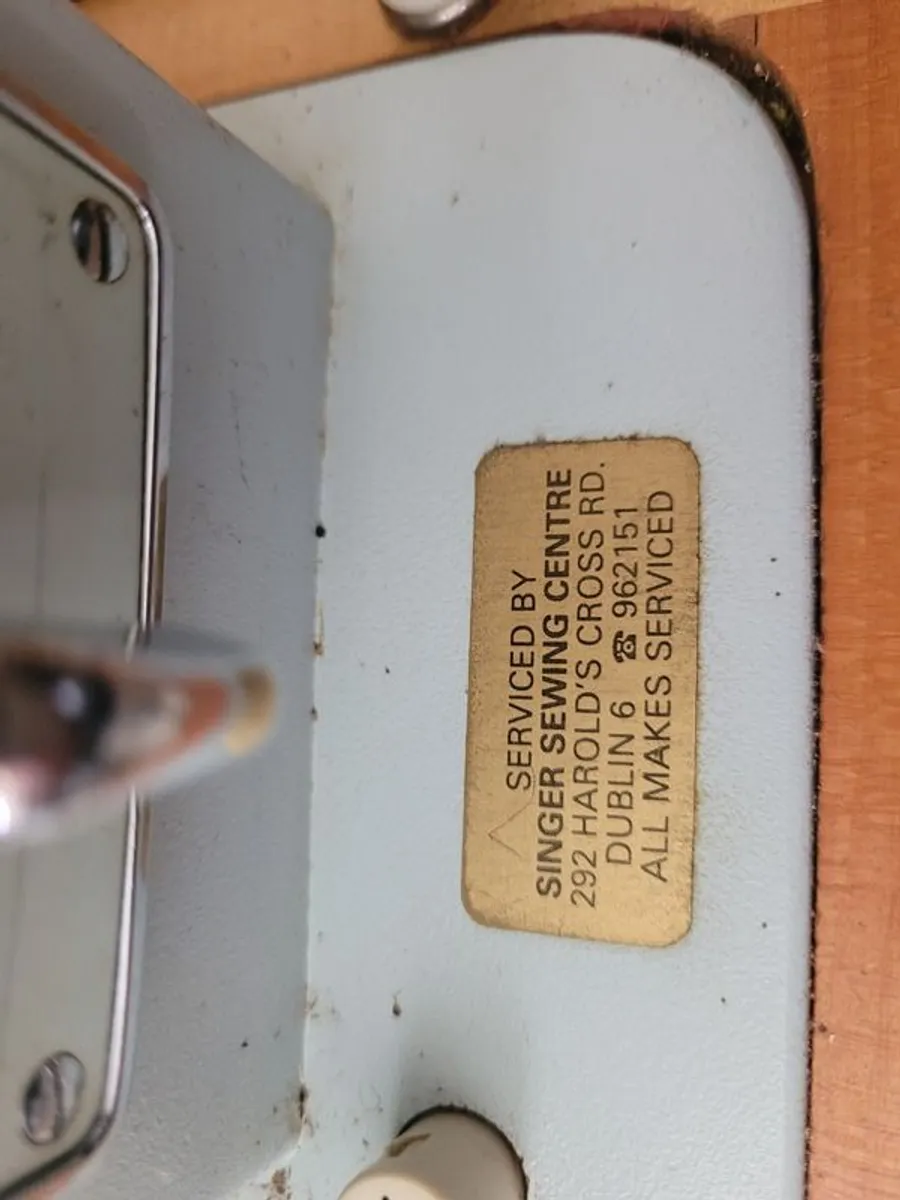 SERVICED BY
SINGER SEWING CENTRE
292 HAROLD'S CROSS RD.
DUBLIN 6 ☎ 962151
ALL MAKES SERVICED